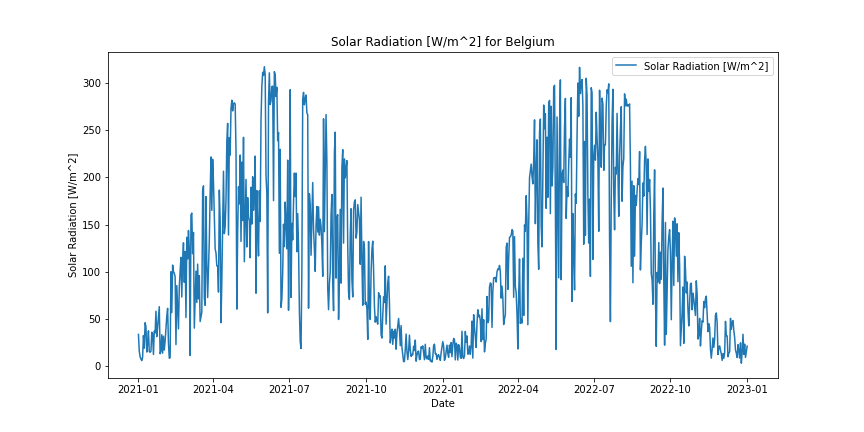 Solar Radiation [W/m^2] for Belgium
Solar Radiation [W/m^2]
Solar Radiation [W/m^2]
300
250
200
150
100
50
0
2021-01 2021-04 2021-07 2021-10 2022-01 2022-04 2022-07 2022-10 2023-01
Date